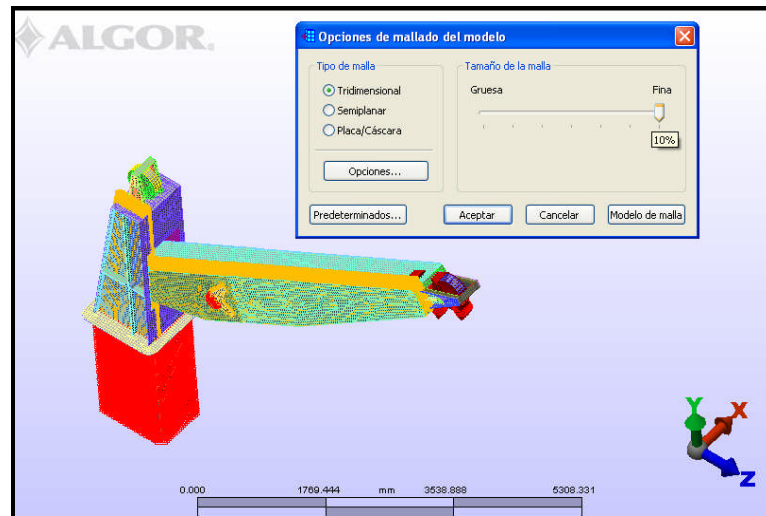 ALGOR.
Opciones de mallado del modelo
Tipo de malla
Tridimensional
Semiplanar
Placa/Cáscara
Opciones...
Tamaño de la malla
Gruesa Fina
10%
Predeterminados... Aceptar Cancelar Modelo de malla
Y X
Z
0.000 1769.444 mm 3538.888 5308.331